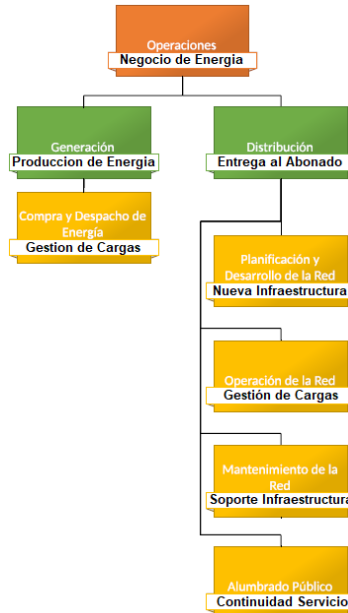 Operaciones
Negocio de Energia
Generación
Produccion de Energia
Distribución
Entrega al Abonado
Compra y Despacho de
Energía
Gestion de Cargas
Planificación y
Desarrollo de la Red
Nueva Infraestructura
Operación de la Red
Gestión de Cargas
Mantenimiento de la
Red
Soporte Infraestructura
Alumbrado Público
Continuidad Servicio